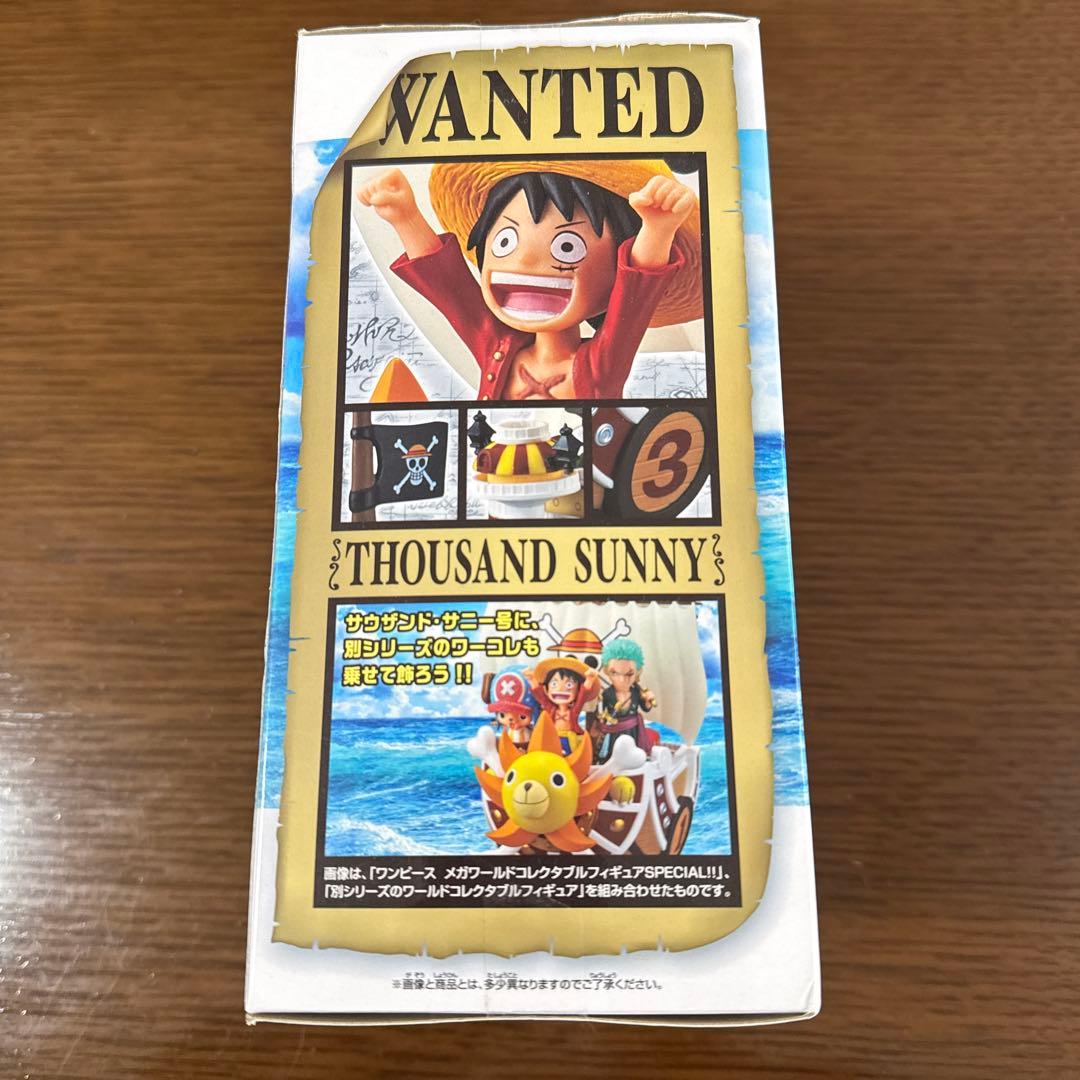 WANTED
3
THOUSAND SUNNY
サウザンド・サニー号に、
別シリーズのワーコレも
乗せて飾ろう!!
画像は、「ワンピース メガワールドコレクタブルフィギュアSPECIAL!!」、
「別シリーズのワールドコレクタブルフィギュア」を組み合わせたものです。
※画像と商品とは、多少異なりますのでご了承ください。